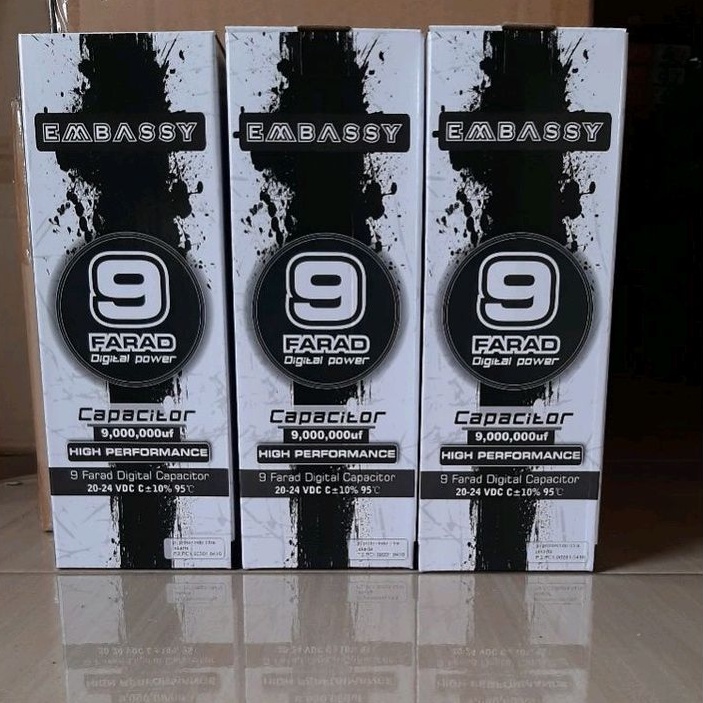 EMBASSY
9
FARAD
Digital power
Capacitor
9,000,000uf
HIGH PERFORMANCE
9 Farad Digital Capacitor
20-24 VDC C±10% 95℃
EMBASSY
9
FARAD
Digital power
Capacitor
9,000,000uf
HIGH PERFORMANCE
9 Farad Digital Capacitor
20-24 VDC C±10% 95℃
EMBASSY
9
FARAD
Digital power
Capacitor
9,000,000uf
HIGH PERFORMANCE
9 Farad Digital Capacitor
20-24 VDC C±10% 95℃